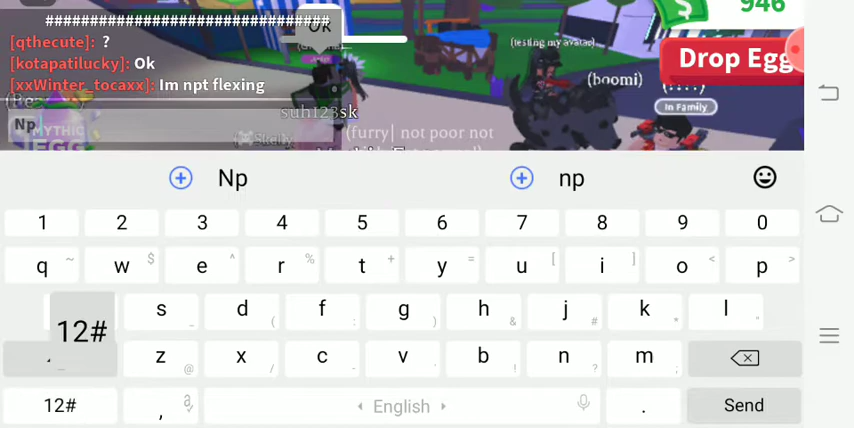 ##############################
946
Ok
[qthecute]: ?
(testing my avatar)
[kotapatilucky]: Ok
Drop Egg
[xxWinter_tocaxx]: Im npt flexing
(boomi)
In Family
suh123sk
Np
MYTHIC
EGG
(furry| not poor not
Np np
1 2 3 4 5 6 7 8 9 0
q ~ w $ e ^ r % t + y = u [ i ] o < p >
12# s _ d ( f : g ) h & j # k * l "
z @ x / c - v ' b ! n ? m ;
12# , English . Send